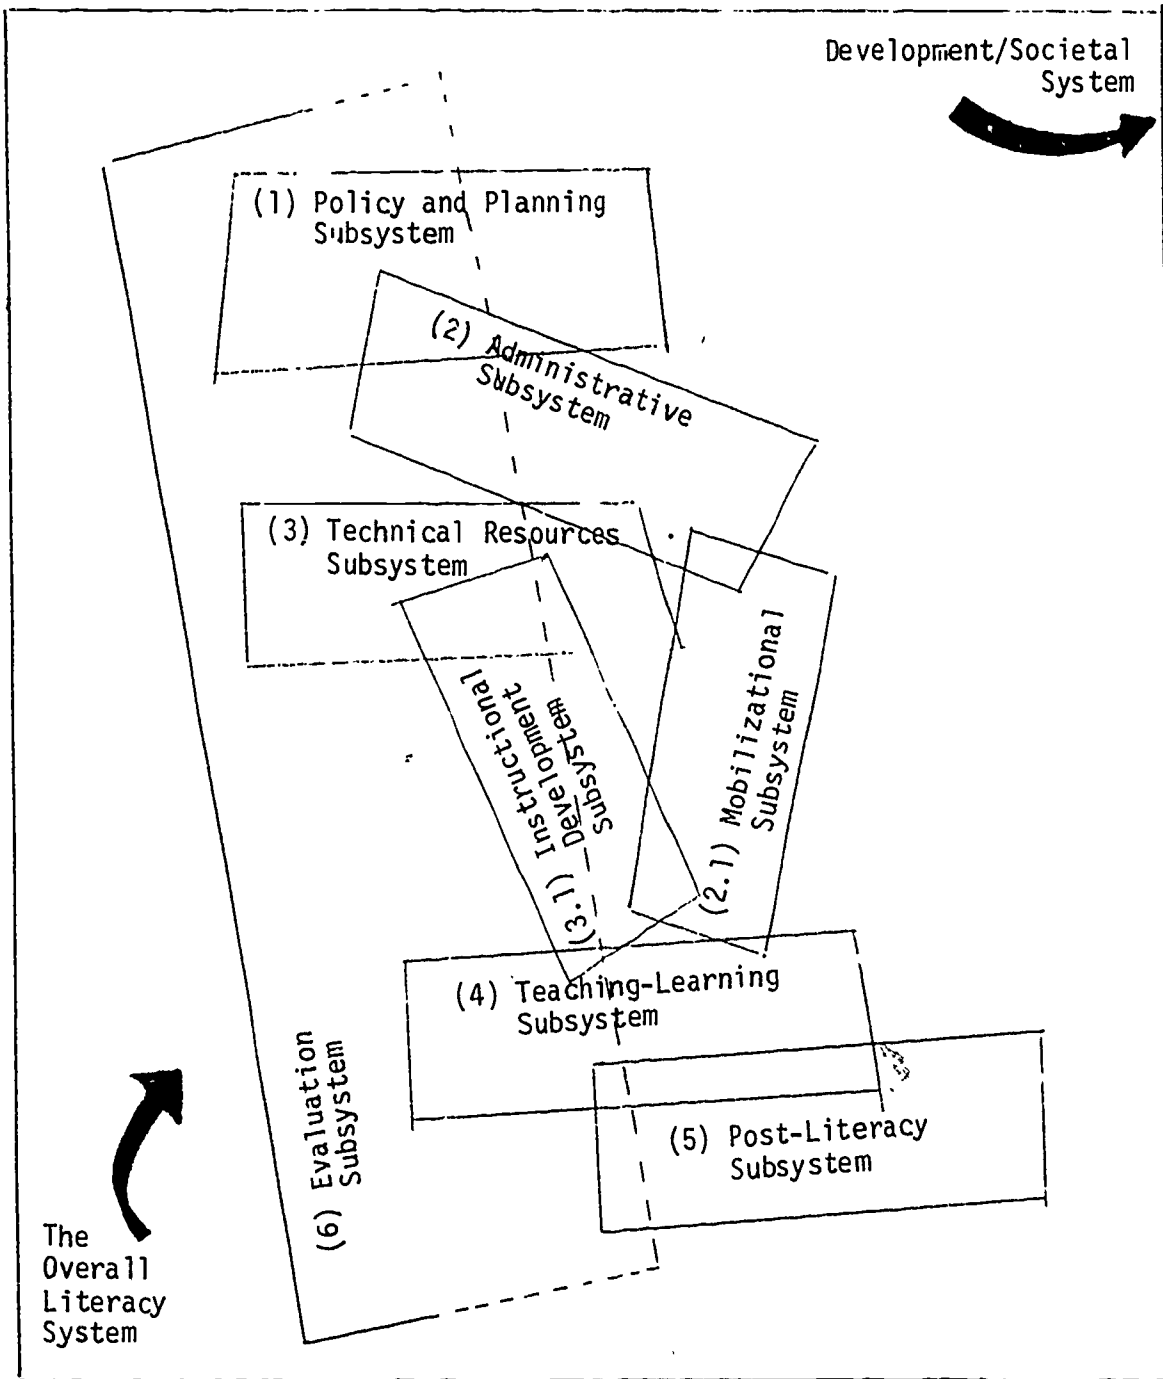 Development/Societal
System
(1) Policy and Planning
Subsystem
(2) Administrative
Subsystem
(3) Technical Resources
Subsystem
(3.1) Instructional
Development
Subsystem
(2.1) Mobilizational
Subsystem
(4) Teaching-Learning
Subsystem
(5) Post-Literacy
Subsystem
(6) Evaluation
Subsystem
The
Overall
Literacy
System